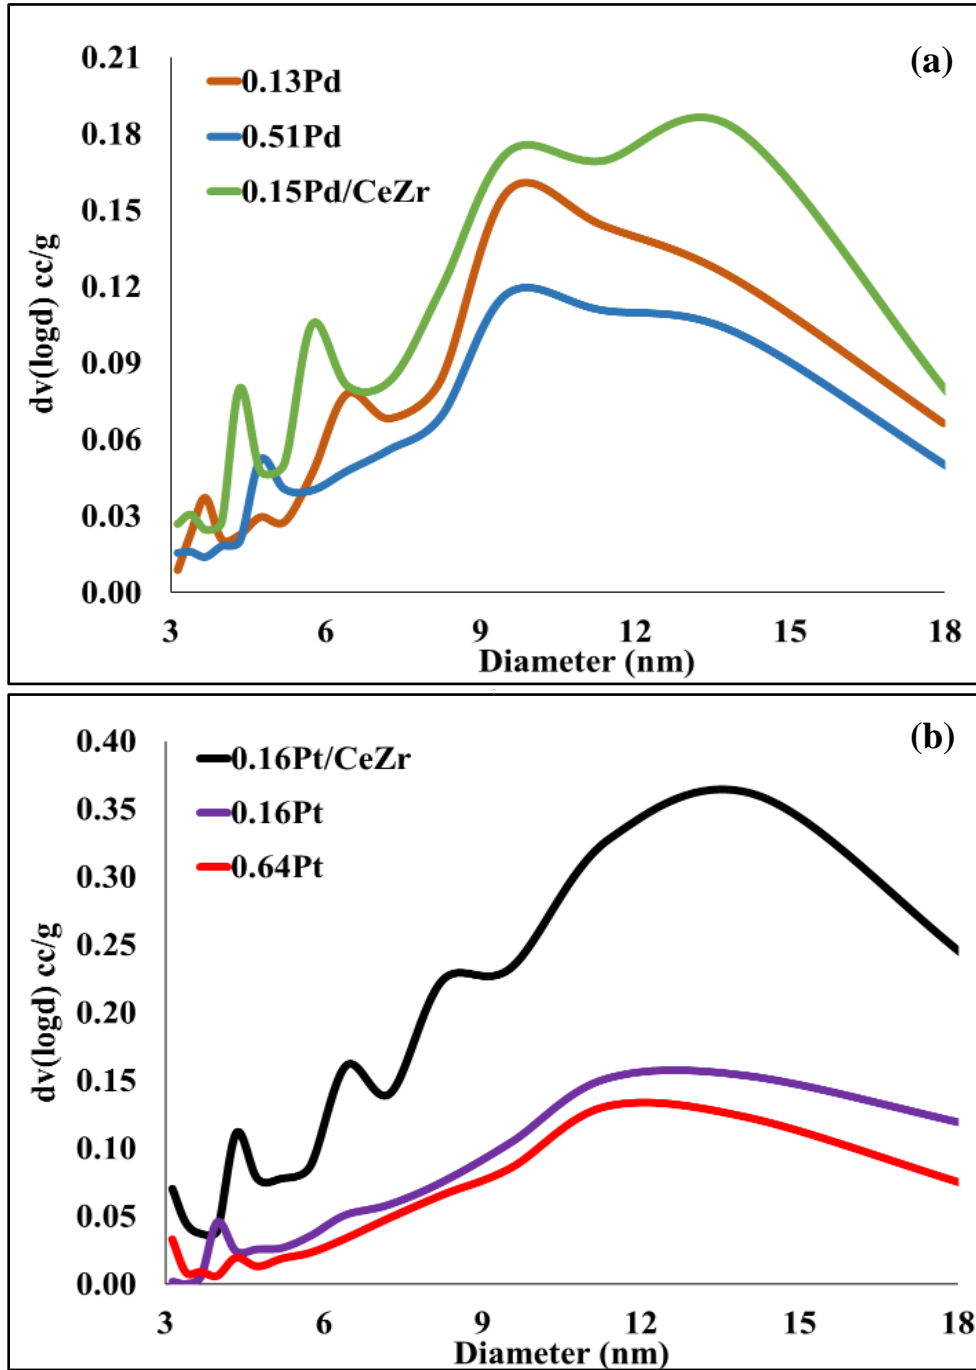 (a)
0.21
0.18
0.15
0.12
0.09
0.06
0.03
0.00
dv(logd) cc/g
0.13Pd
0.51Pd
0.15Pd/CeZr
3 6 9 12 15 18
Diameter (nm)
(b)
0.40
0.35
0.30
0.25
0.20
0.15
0.10
0.05
0.00
dv(logd) cc/g
0.16Pt/CeZr
0.16Pt
0.64Pt
3 6 9 12 15 18
Diameter (nm)